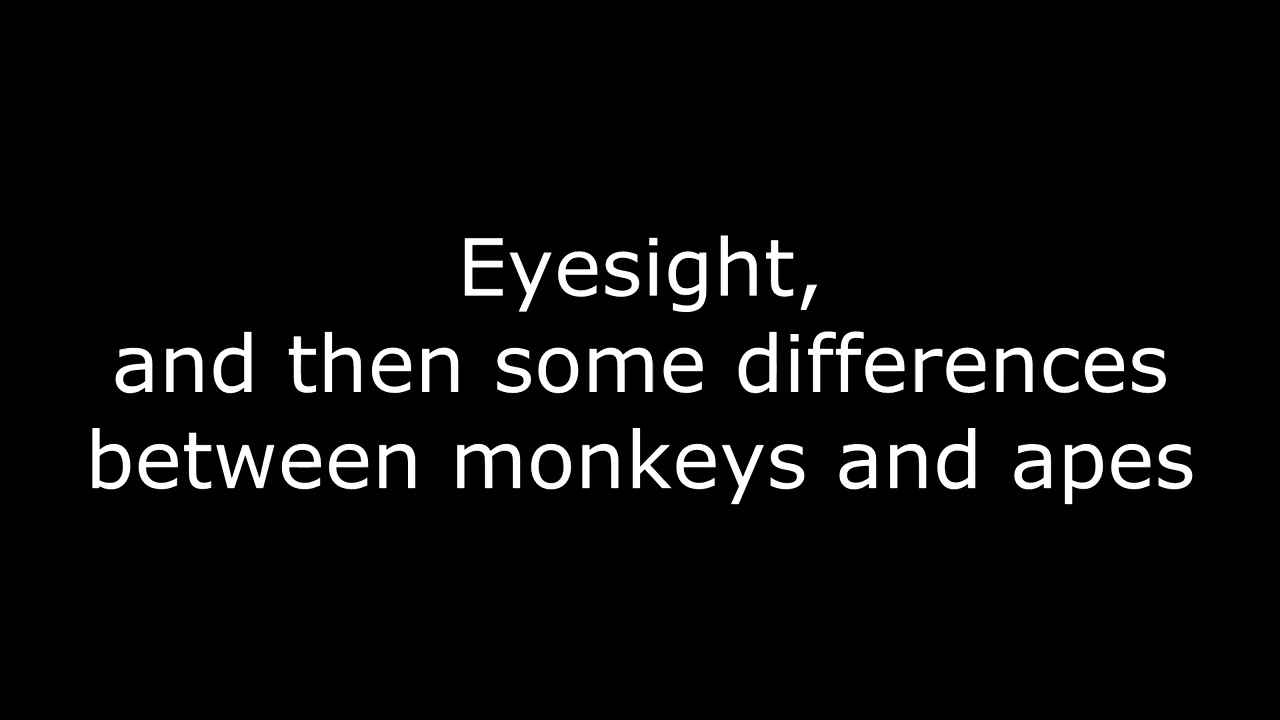 Eyesight,
and then some differences
between monkeys and apes